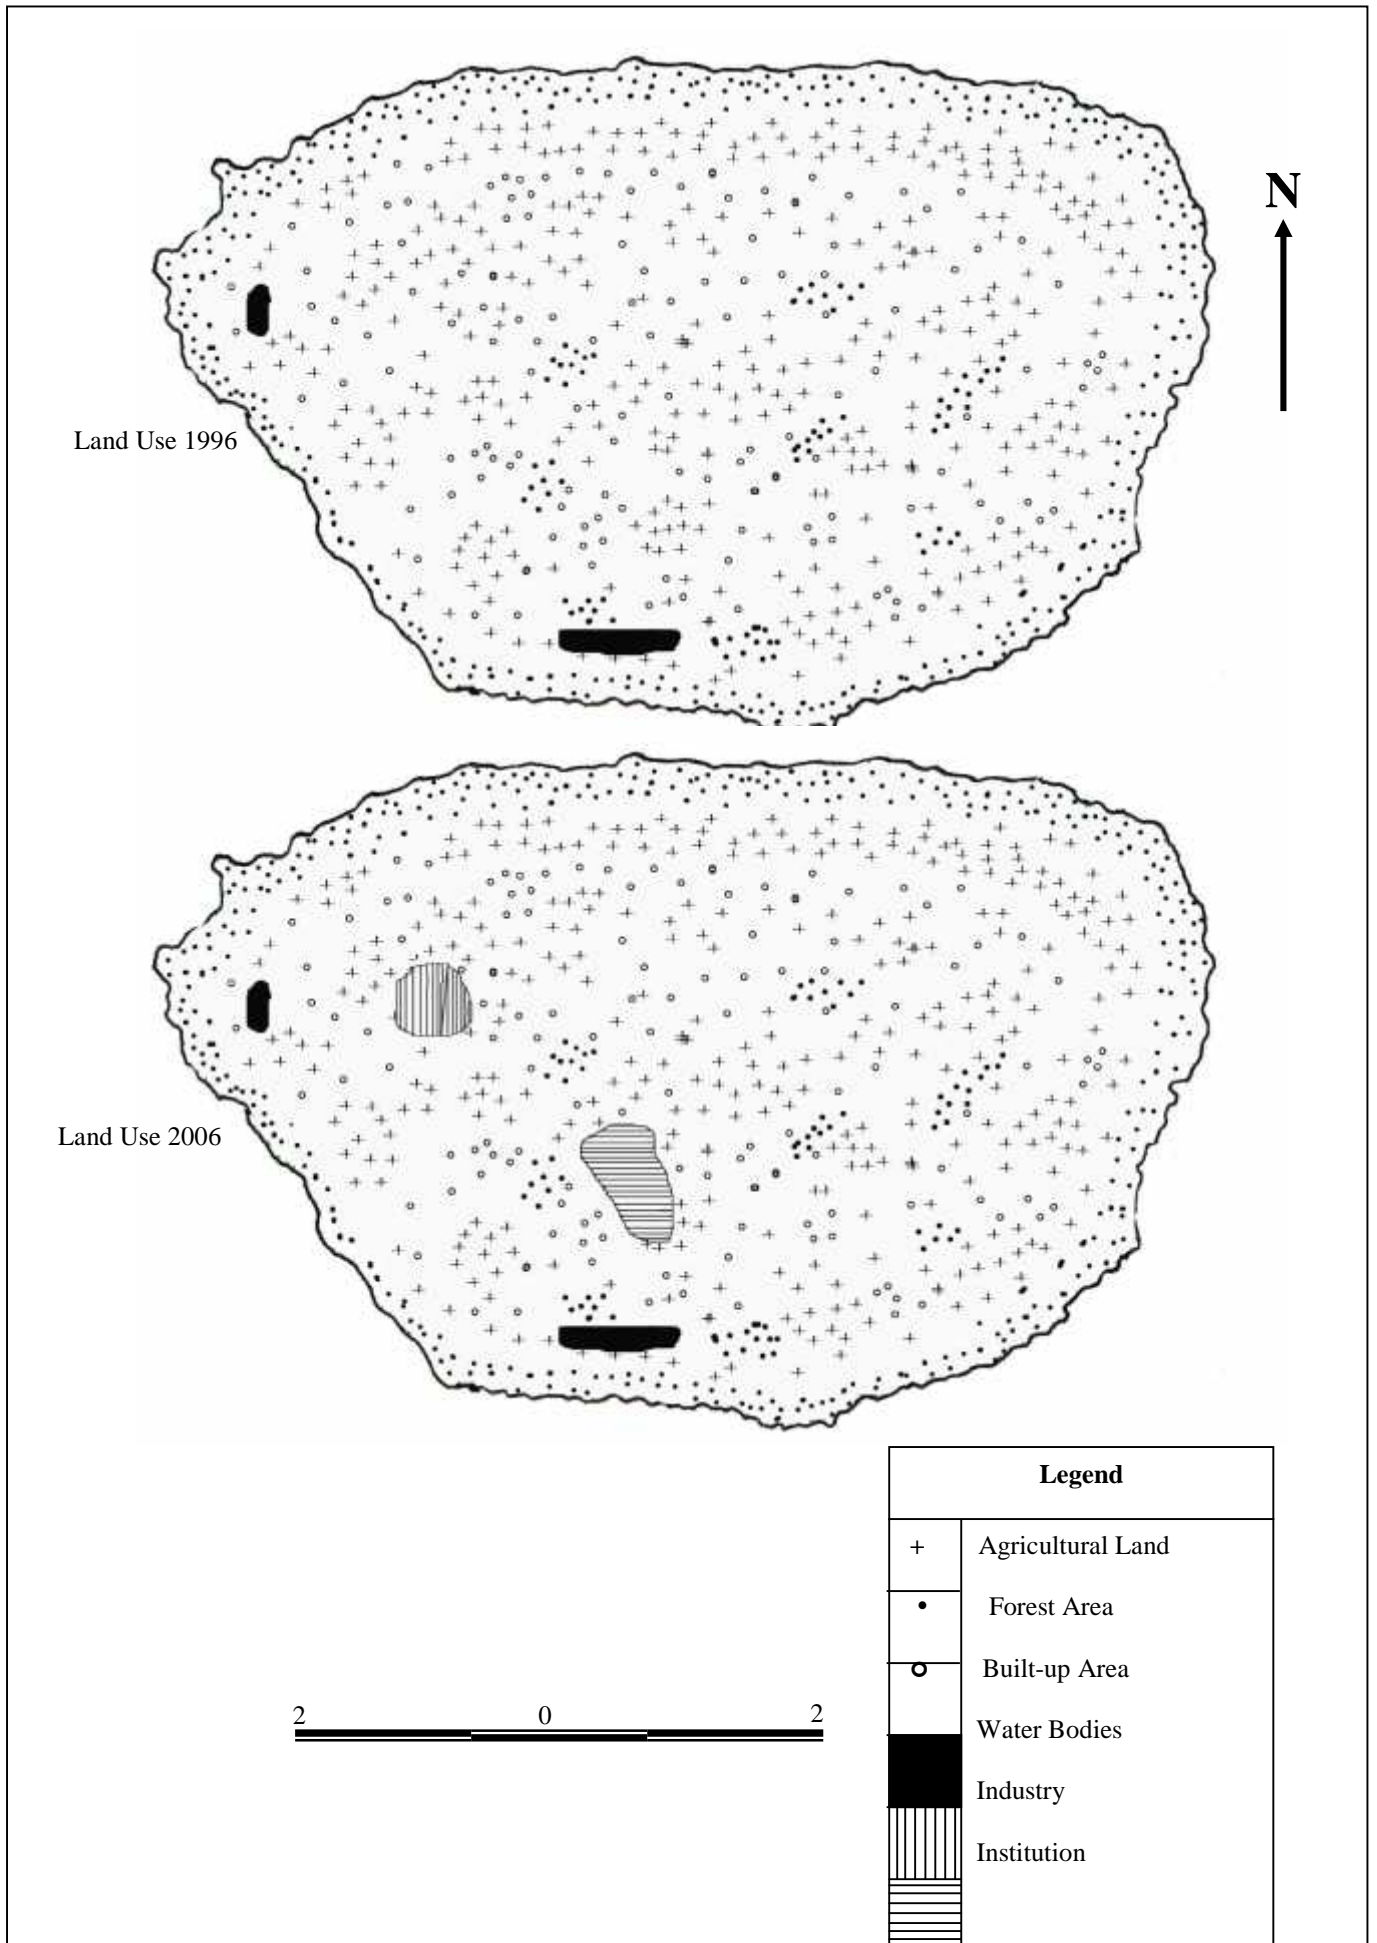 N
Land Use 1996
Land Use 2006
Legend
+ Agricultural Land
Forest Area
Built-up Area
Water Bodies
Industry
Institution
2 0 2